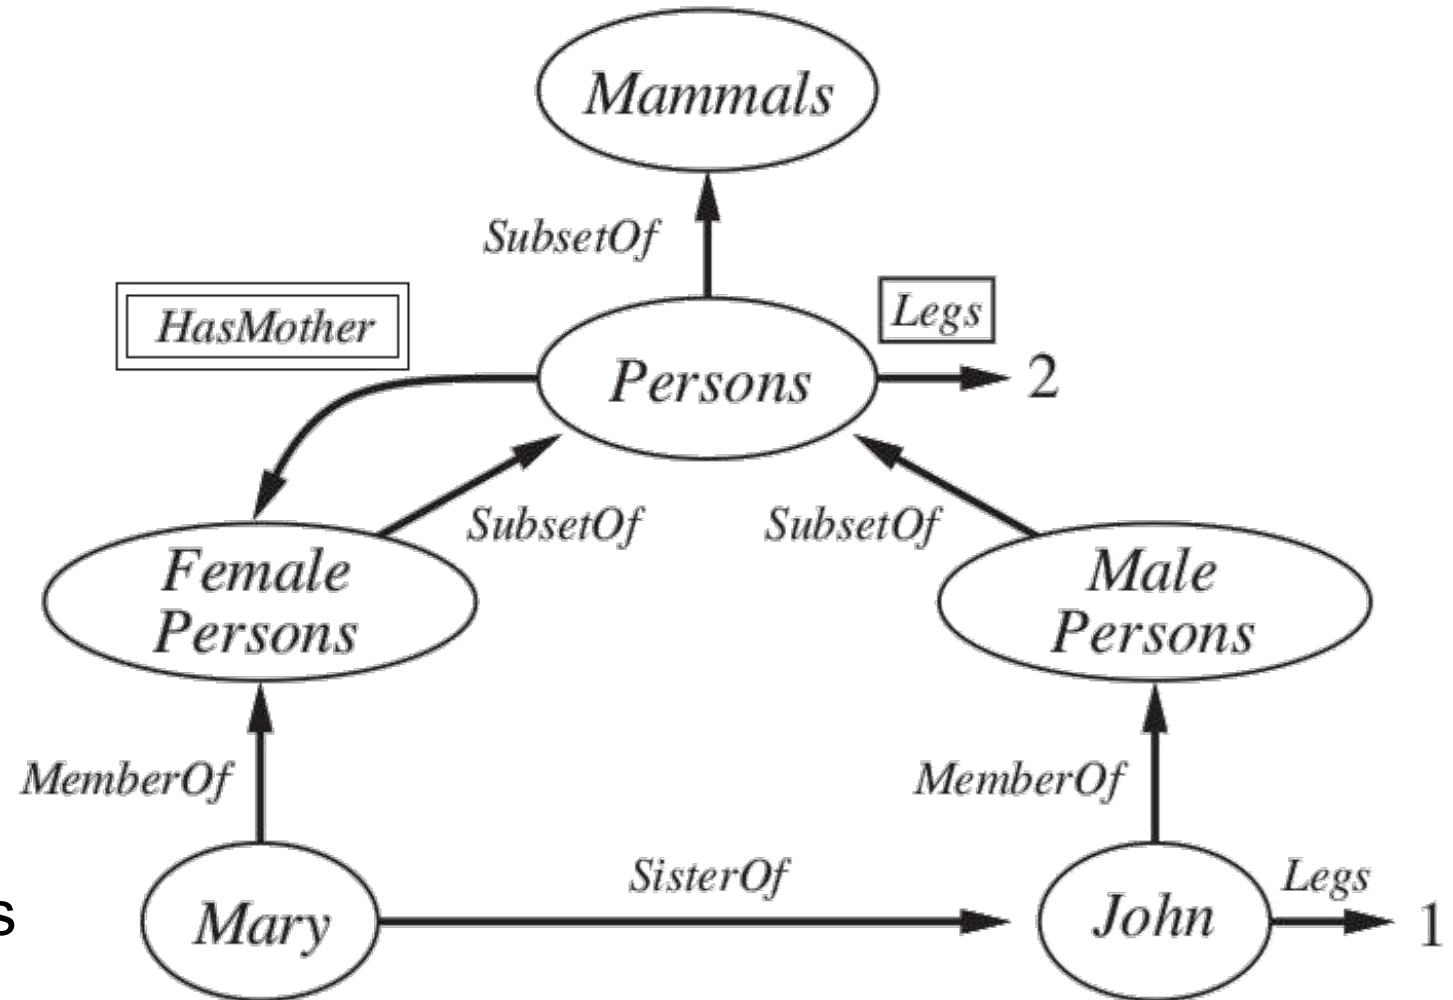 Mammals
SubsetOf
HasMother
Legs
Persons
2
SubsetOf
SubsetOf
Female
Persons
Male
Persons
MemberOf
MemberOf
SisterOf
Legs
s
Mary
John
1